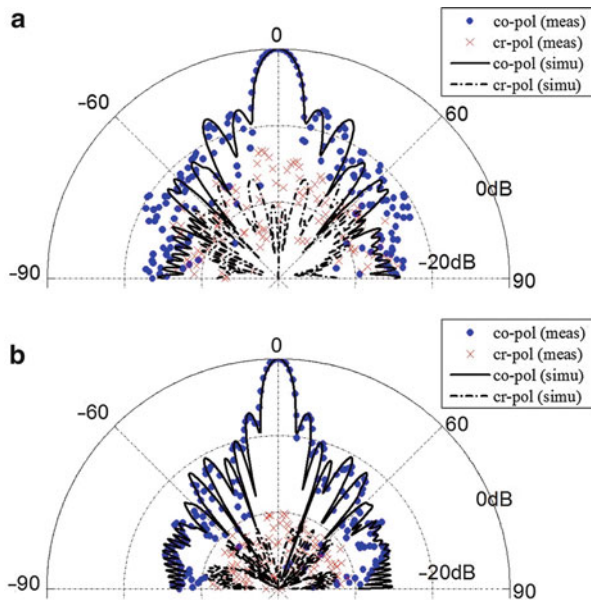 a
co-pol (meas)
cr-pol (meas)
co-pol (simu)
cr-pol (simu)
0
-60
60
0dB
-90
-20dB
90
b
co-pol (meas)
cr-pol (meas)
co-pol (simu)
cr-pol (simu)
0
-60
60
0dB
-90
-20dB
90